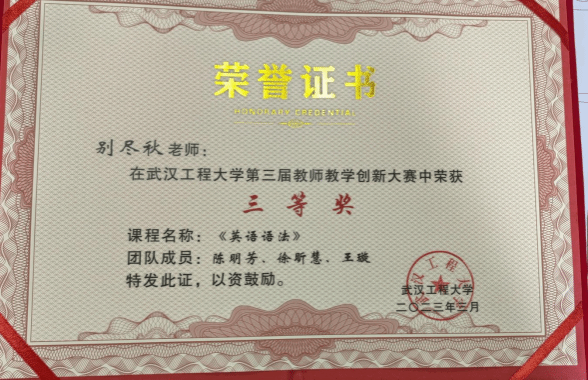 荣誉证书
HONORARY CREDENTIAL
别尽秋老师：
在武汉工程大学第三届教师教学创新大赛中荣获
三等奖
课程名称：《英语语法》
团队成员：陈明芳、徐昕慧、王璇
特发此证，以资鼓励。
武汉工程大学
二〇二三年三月